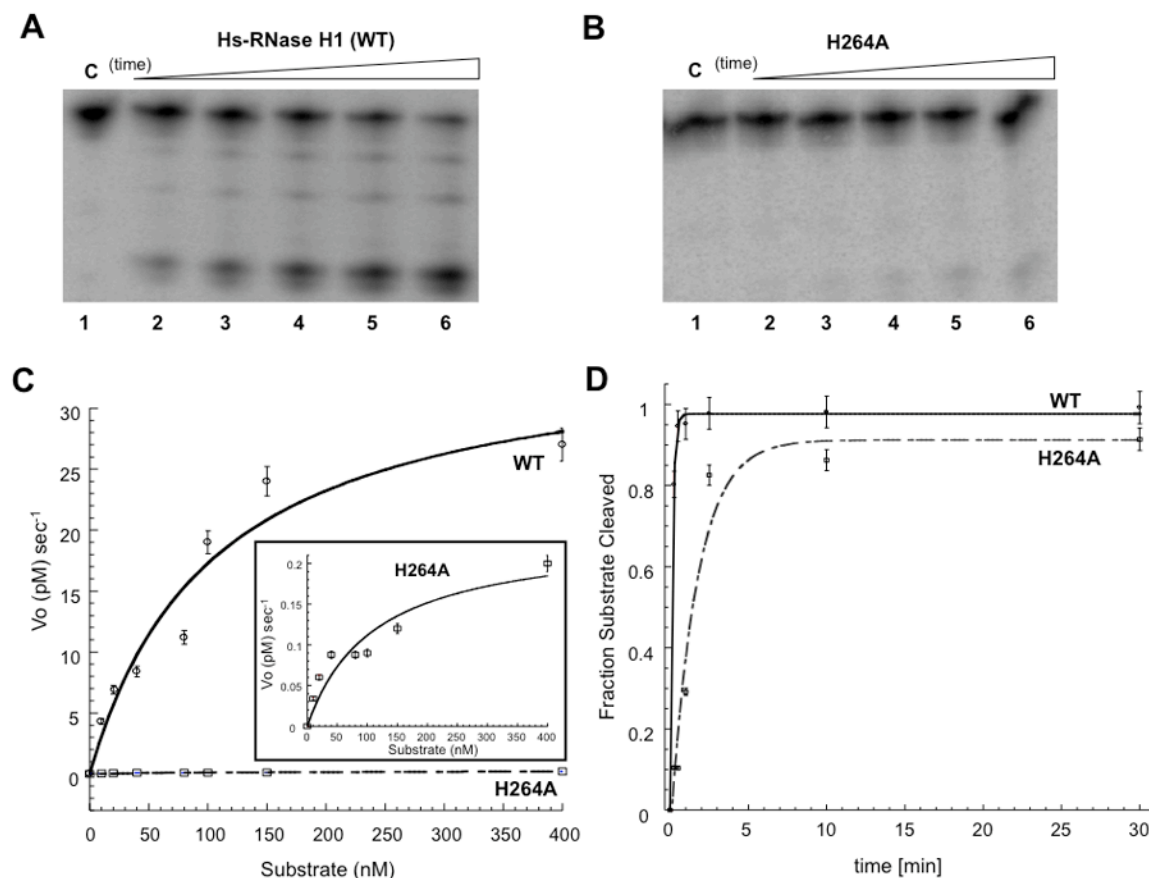 A
Hs-RNase H1 (WT)
C (time)
1 2 3 4 5 6
B
H264A
C (time)
1 2 3 4 5 6
C
30
25
20
15
10
5
0
Vo (pM) sec⁻¹
WT
H264A
0 50 100 150 200 250 300 350 400
Substrate (nM)
H264A
0.2
0.15
0.1
0.05
0
Vo (pM) sec⁻¹
0 50 100 150 200 250 300 350 400
Substrate (nM)
D
1
0.8
0.6
0.4
0.2
0
Fraction Substrate Cleaved
WT
H264A
0 5 10 15 20 25 30
time [min]